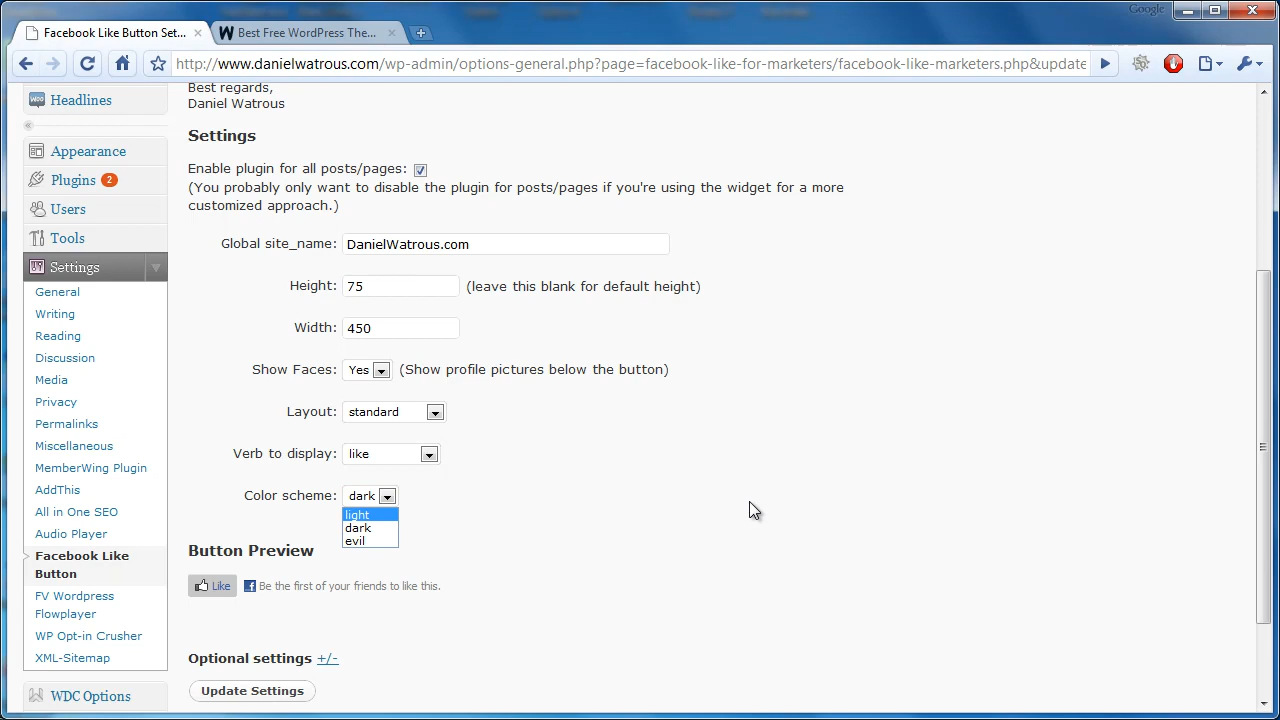 Google
Facebook Like Button Set...
Best Free WordPress The...
http://www.danielwatrous.com/wp-admin/options-general.php?page=facebook-like-for-marketers/facebook-like-marketers.php&update
Best regards,
Daniel Watrous
Headlines
Appearance
Plugins 2
Users
Tools
Settings
General
Writing
Reading
Discussion
Media
Privacy
Permalinks
Miscellaneous
MemberWing Plugin
AddThis
All in One SEO
Audio Player
Facebook Like
Button
FV Wordpress
Flowplayer
WP Opt-in Crusher
XML-Sitemap
WDC Options
Settings
Enable plugin for all posts/pages:
(You probably only want to disable the plugin for posts/pages if you're using the widget for a more
customized approach.)
Global site_name: DanielWatrous.com
Height: 75 (leave this blank for default height)
Width: 450
Show Faces: Yes (Show profile pictures below the button)
Layout: standard
Verb to display: like
Color scheme: dark
light
dark
evil
Button Preview
Like Be the first of your friends to like this.
Optional settings +/-
Update Settings